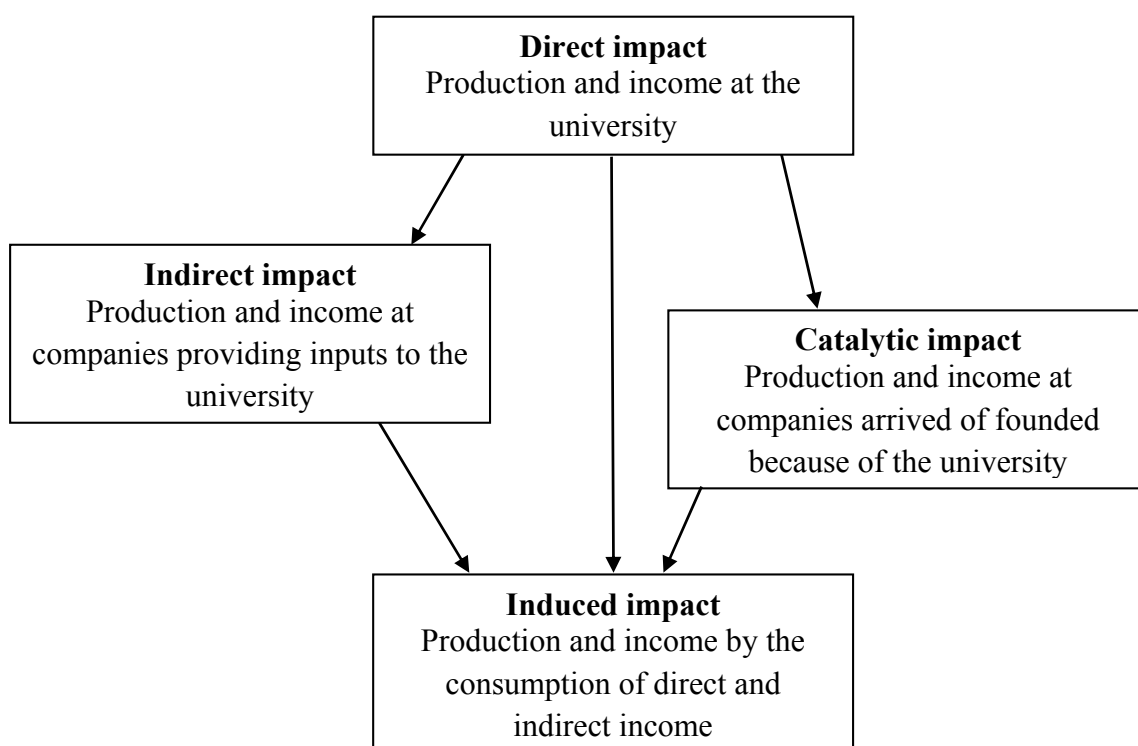 Direct impact
Production and income at the
university
Indirect impact
Production and income at
companies providing inputs to the
university
Catalytic impact
Production and income at
companies arrived of founded
because of the university
Induced impact
Production and income by the
consumption of direct and
indirect income